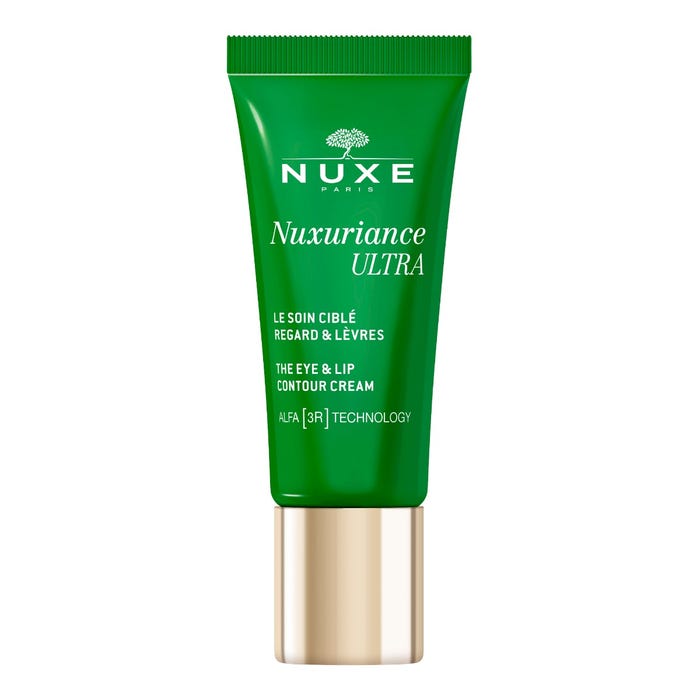 NUXE
PARIS
Nuxuriance
ULTRA
LE SOIN CIBLÉ
REGARD & LÈVRES
THE EYE & LIP
CONTOUR CREAM
ALFA [3R] TECHNOLOGY